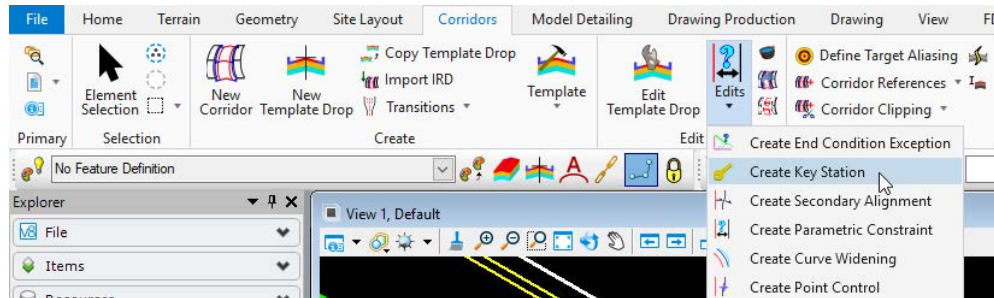 File Home Terrain Geometry Site Layout Corridors Model Detailing Drawing Production Drawing View
Element Selection
New Corridor
New Template Drop
Copy Template Drop
Import IRD
Transitions
Template
Edit Template Drop
Edits
Define Target Aliasing
Corridor References
Corridor Clipping
Primary Selection Create Edit
No Feature Definition
Create End Condition Exception
Create Key Station
Create Secondary Alignment
Create Parametric Constraint
Create Curve Widening
Create Point Control
Explorer
File
Items
View 1, Default